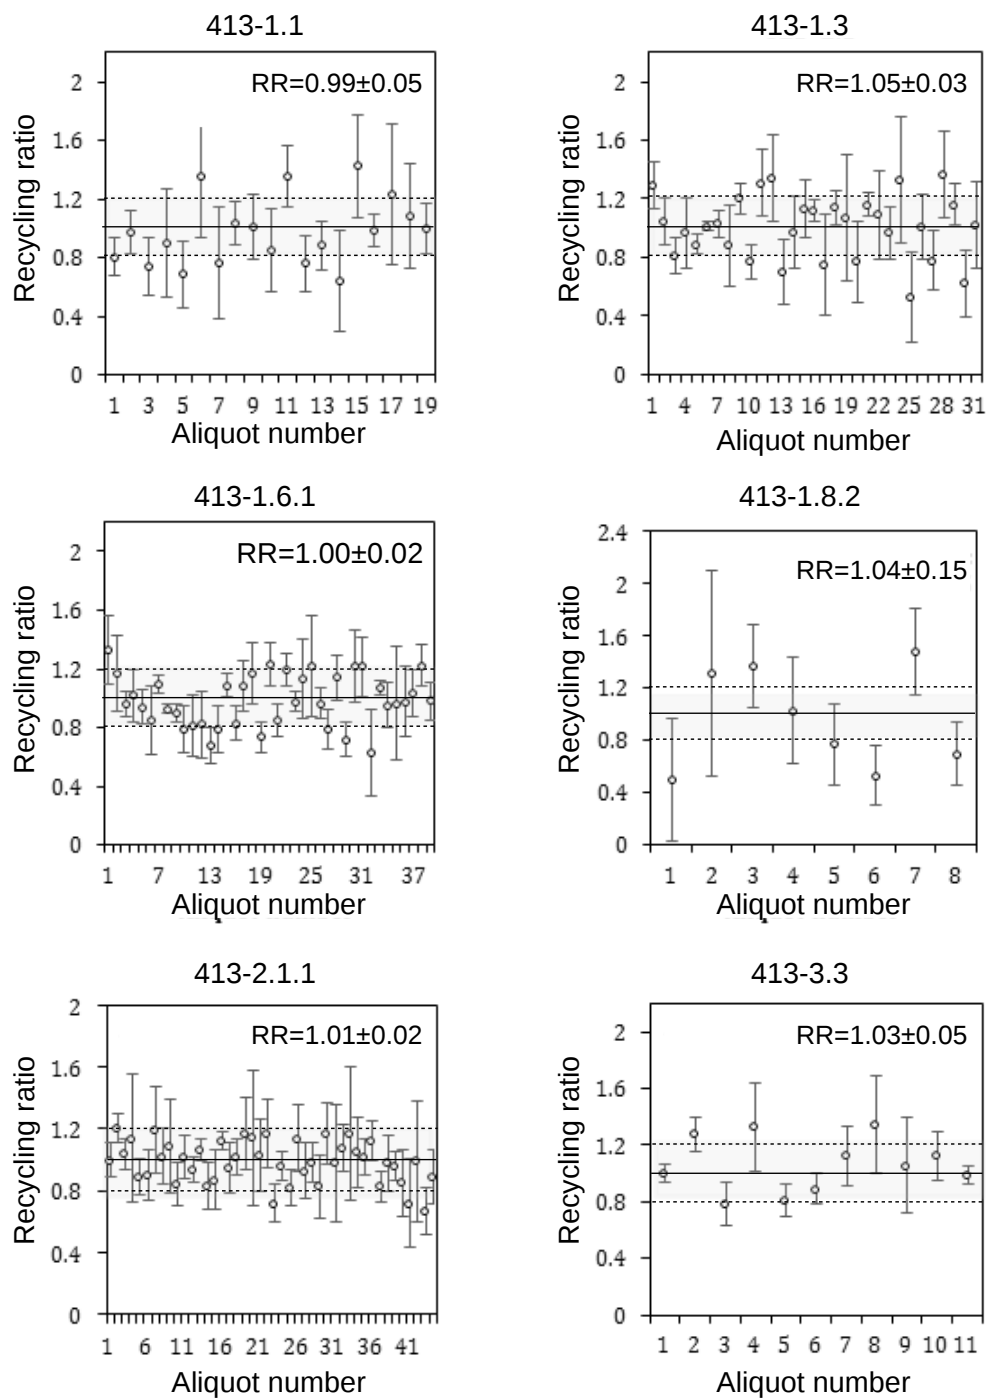 413-1.1
RR=0.99±0.05
Recycling ratio
2
1.6
1.2
0.8
0.4
0
1 3 5 7 9 11 13 15 17 19
Aliquot number
413-1.3
RR=1.05±0.03
Recycling ratio
2
1.6
1.2
0.8
0.4
0
1 4 7 10 13 16 19 22 25 28 31
Aliquot number
413-1.6.1
RR=1.00±0.02
Recycling ratio
2
1.6
1.2
0.8
0.4
0
1 7 13 19 25 31 37
Aliquot number
413-1.8.2
RR=1.04±0.15
Recycling ratio
2.4
2
1.6
1.2
0.8
0.4
0
1 2 3 4 5 6 7 8
Aliquot number
413-2.1.1
RR=1.01±0.02
Recycling ratio
2
1.6
1.2
0.8
0.4
0
1 6 11 16 21 26 31 36 41
Aliquot number
413-3.3
RR=1.03±0.05
Recycling ratio
2
1.6
1.2
0.8
0.4
0
1 2 3 4 5 6 7 8 9 10 11
Aliquot number